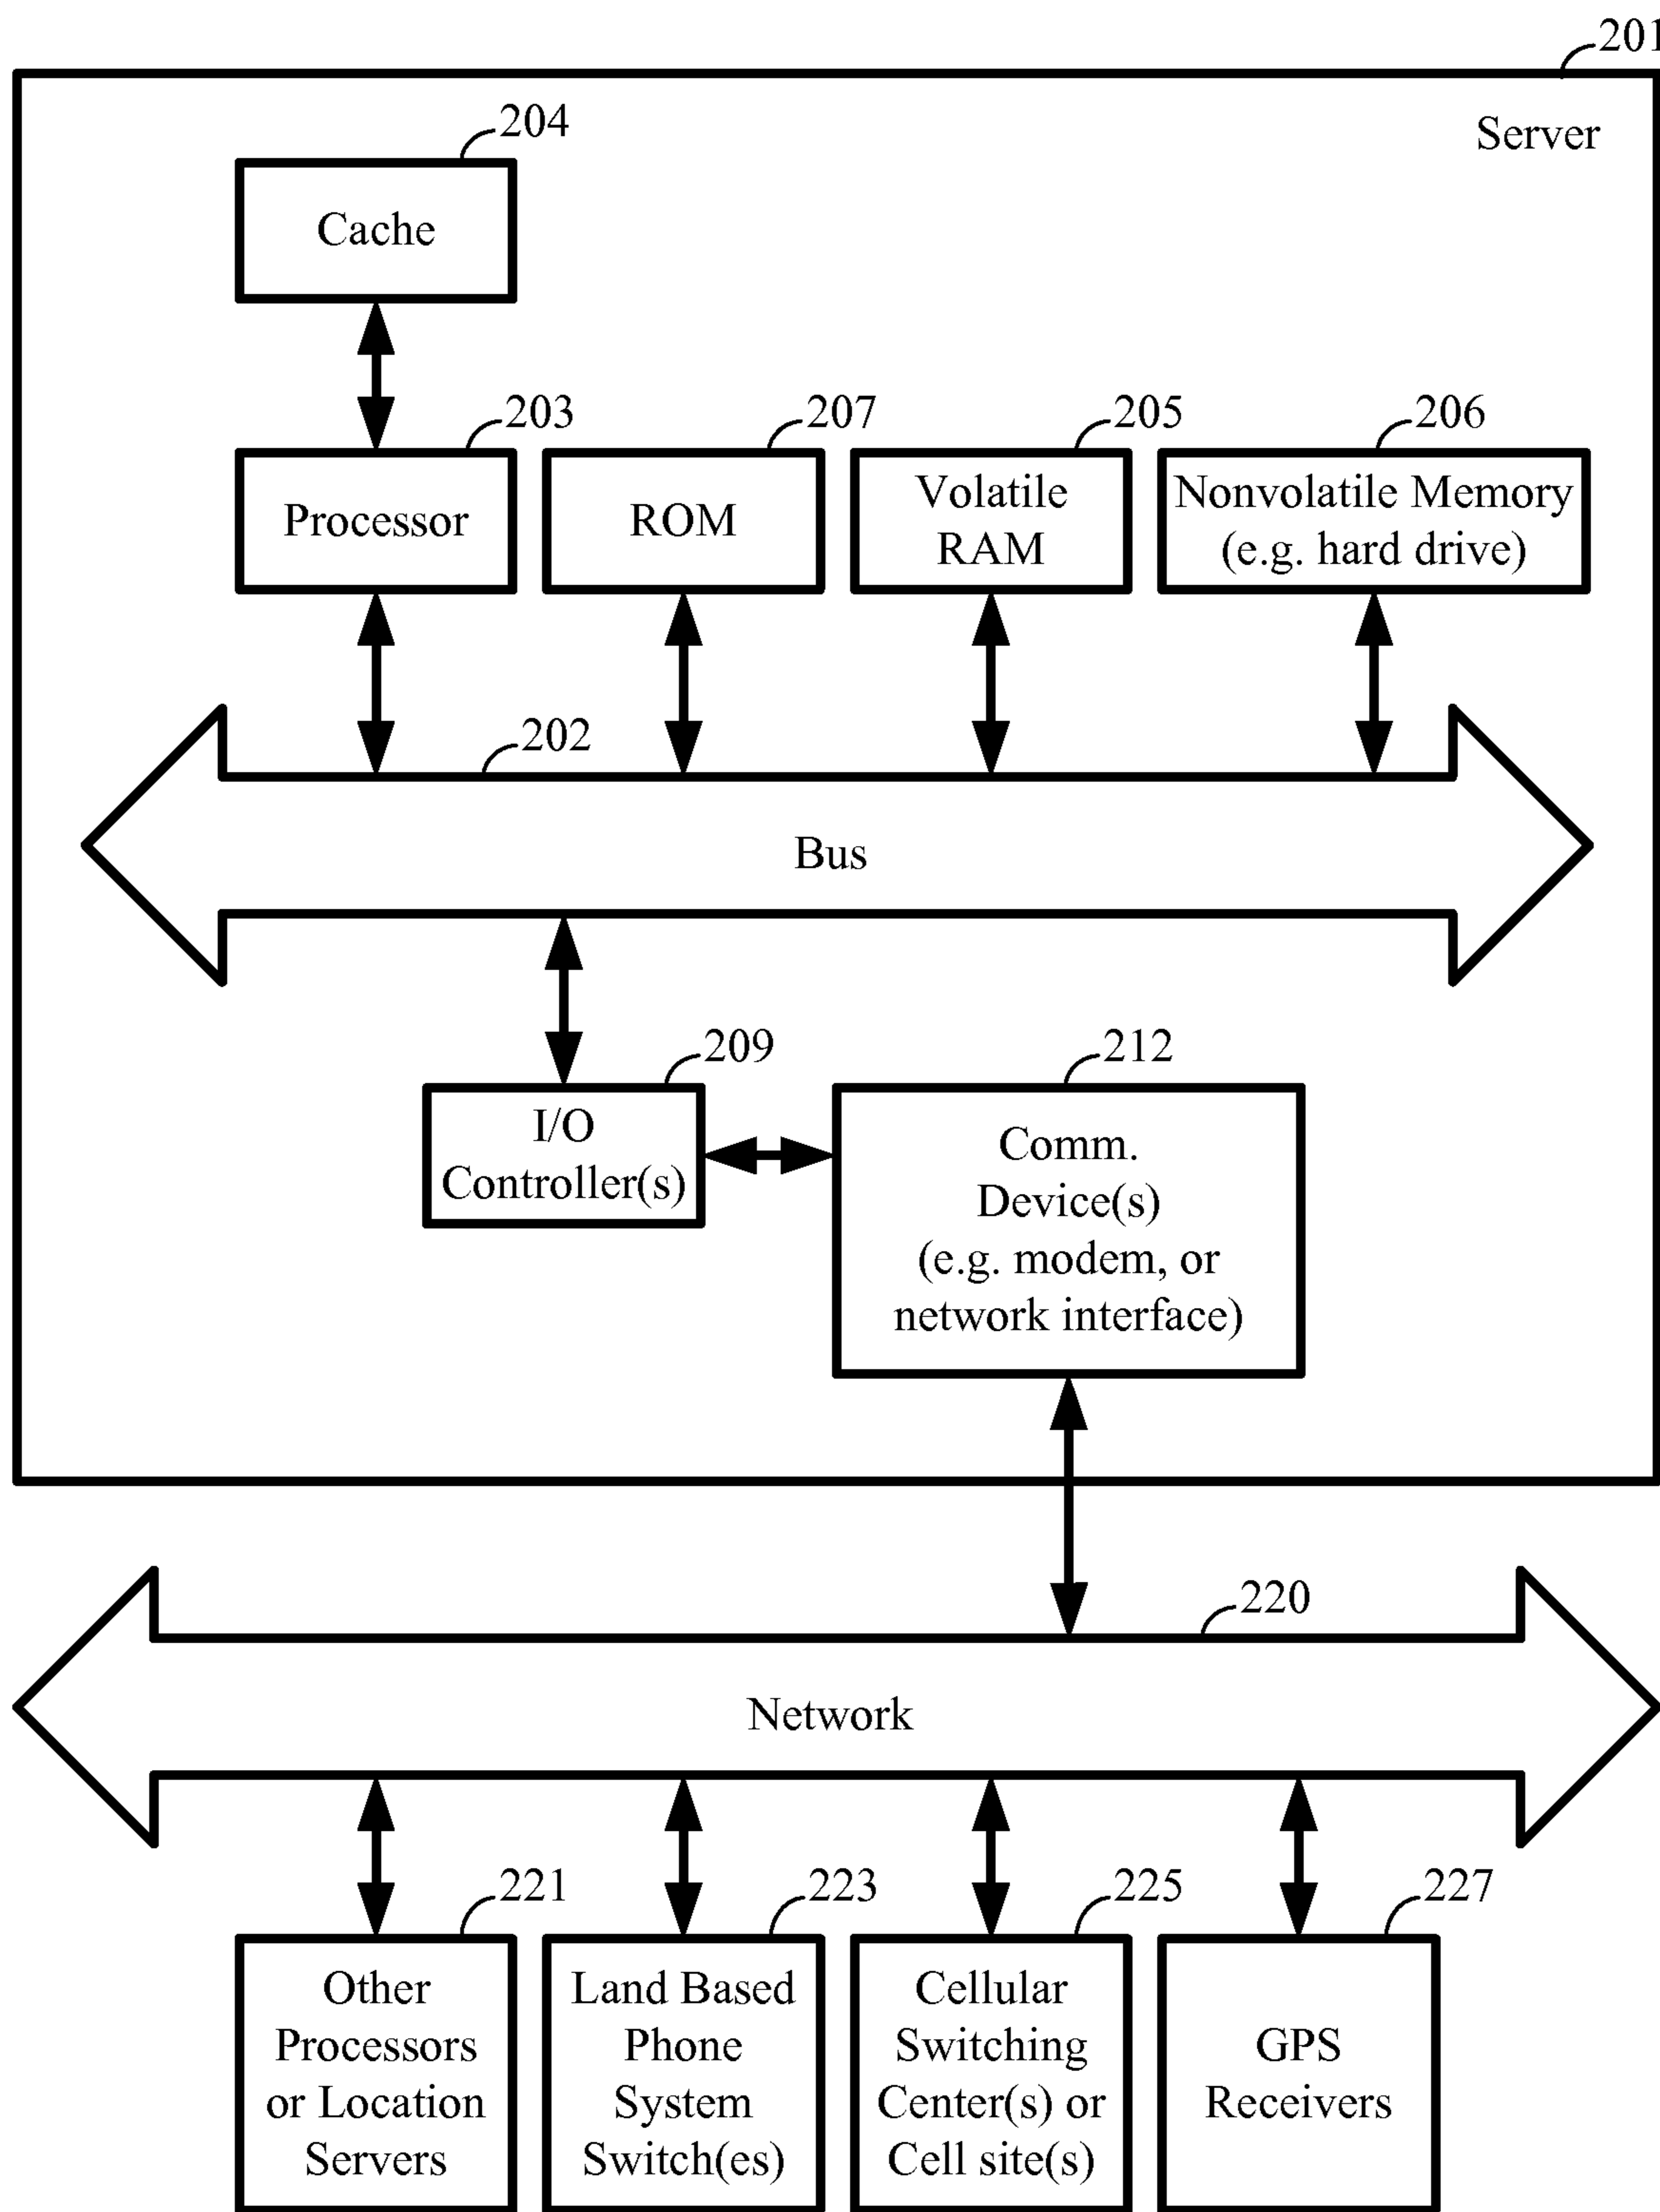 201
Server
204
Cache
203
207
205
206
Processor
ROM
Volatile
RAM
Nonvolatile Memory
(e.g. hard drive)
202
Bus
209
212
I/O
Controller(s)
Comm.
Device(s)
(e.g. modem, or
network interface)
220
Network
221
223
225
227
Other
Processors
or Location
Servers
Land Based
Phone
System
Switch(es)
Cellular
Switching
Center(s) or
Cell site(s)
GPS
Receivers